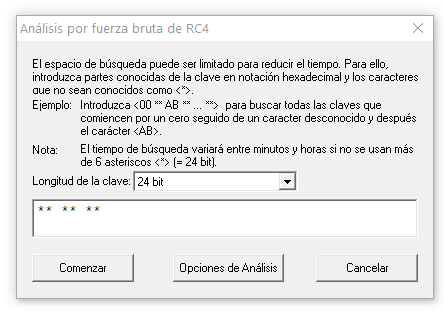 Análisis por fuerza bruta de RC4
El espacio de búsqueda puede ser limitado para reducir el tiempo. Para ello,
introduzca partes conocidas de la clave en notación hexadecimal y los caracteres
que no sean conocidos como <*>.
Ejemplo: Introduzca <00 ** AB ** ... **> para buscar todas las claves que
comiencen por un cero seguido de un caracter desconocido y después
el carácter <AB>.
Nota: El tiempo de búsqueda variará entre minutos y horas si no se usan más
de 6 asteriscos <*> (= 24 bit).
Longitud de la clave: 24 bit
** ** **
Comenzar Opciones de Análisis Cancelar